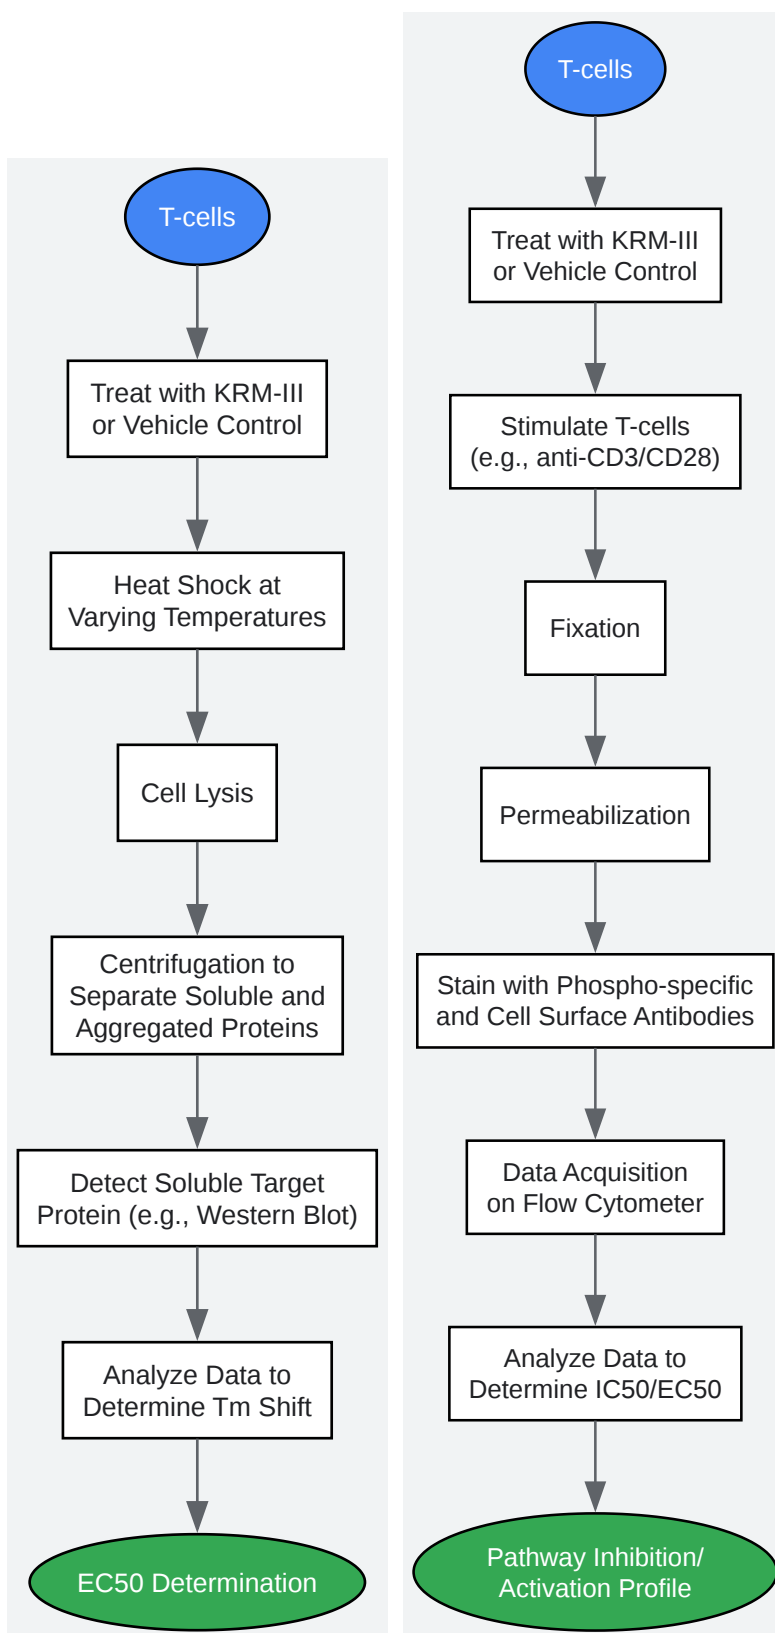 T-cells
Treat with KRM-III
or Vehicle Control
Heat Shock at
Varying Temperatures
Cell Lysis
Centrifugation to
Separate Soluble and
Aggregated Proteins
Detect Soluble Target
Protein (e.g., Western Blot)
Analyze Data to
Determine Tm Shift
EC50 Determination
T-cells
Treat with KRM-III
or Vehicle Control
Stimulate T-cells
(e.g., anti-CD3/CD28)
Fixation
Permeabilization
Stain with Phospho-specific
and Cell Surface Antibodies
Data Acquisition
on Flow Cytometer
Analyze Data to
Determine IC50/EC50
Pathway Inhibition/
Activation Profile